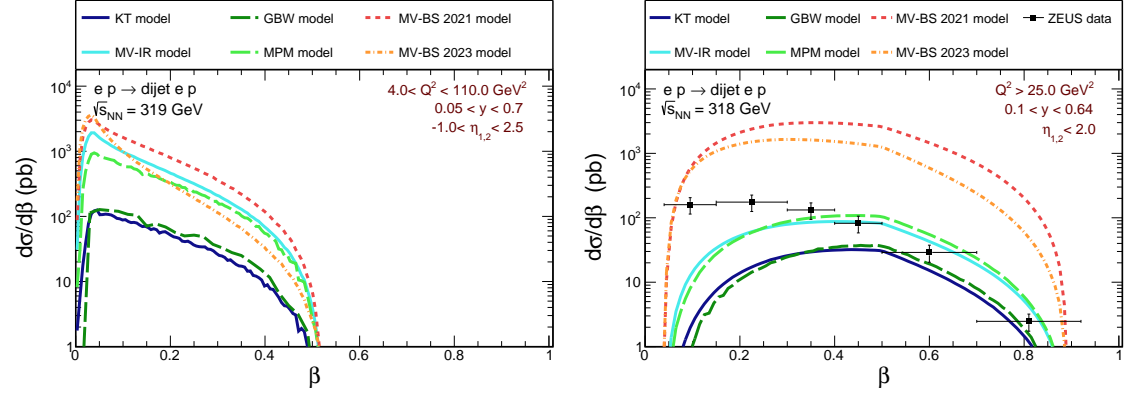 KT model GBW model MV-BS 2021 model
MV-IR model MPM model MV-BS 2023 model
10⁴
10³
10²
10
1
dσ/dβ (pb)
e p → dijet e p
√s_NN = 319 GeV
4.0< Q² < 110.0 GeV²
0.05 < y < 0.7
-1.0< η_1,2 < 2.5
0 0.2 0.4 0.6 0.8 1
β
KT model GBW model MV-BS 2021 model ZEUS data
MV-IR model MPM model MV-BS 2023 model
10⁴
10³
10²
10
1
dσ/dβ (pb)
e p → dijet e p
√s_NN = 318 GeV
Q² > 25.0 GeV²
0.1 < y < 0.64
η_1,2 < 2.0
0 0.2 0.4 0.6 0.8 1
β